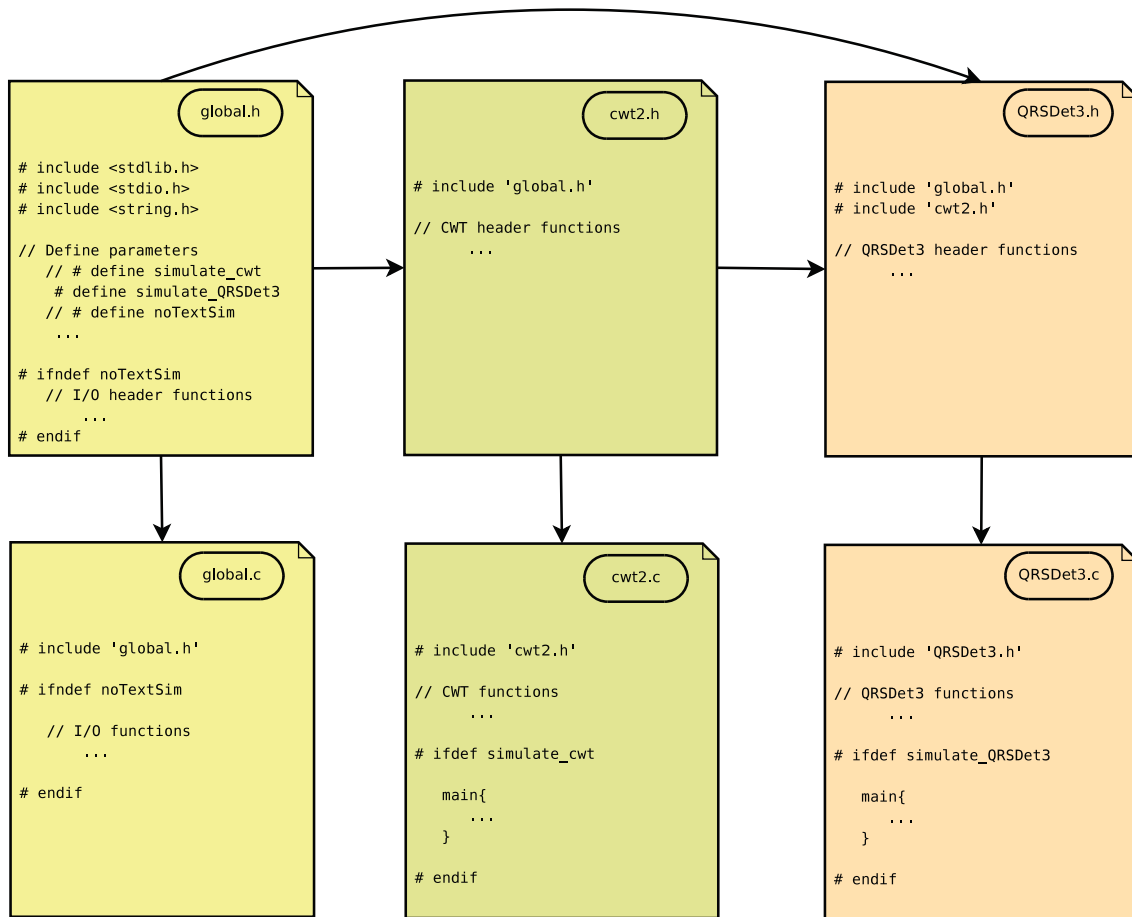 global.h
# include <stdlib.h>
# include <stdio.h>
# include <string.h>
// Define parameters
// # define simulate_cwt
# define simulate_QRSDet3
// # define noTextSim
...
# ifndef noTextSim
// I/O header functions
...
# endif
cwt2.h
# include 'global.h'
// CWT header functions
...
QRSDet3.h
# include 'global.h'
# include 'cwt2.h'
// QRSDet3 header functions
...
global.c
# include 'global.h'
# ifndef noTextSim
// I/O functions
...
# endif
cwt2.c
# include 'cwt2.h'
// CWT functions
...
# ifdef simulate_cwt
main{
...
}
# endif
QRSDet3.c
# include 'QRSDet3.h'
// QRSDet3 functions
...
# ifdef simulate_QRSDet3
main{
...
}
# endif